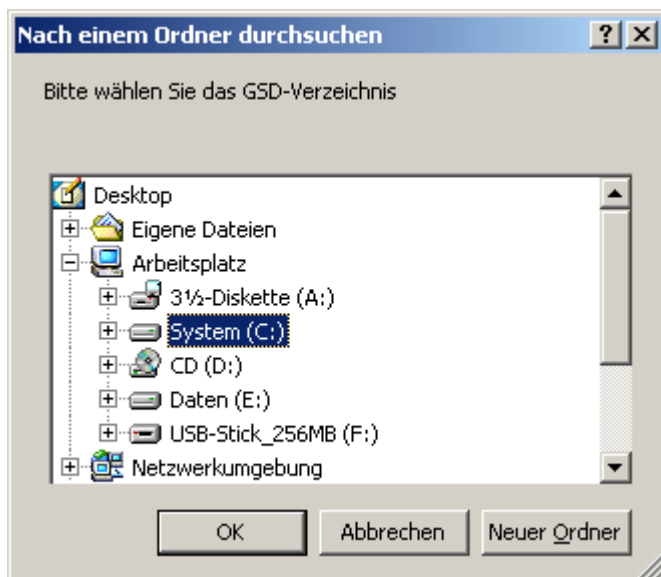 Nach einem Ordner durchsuchen
Bitte wählen Sie das GSD-Verzeichnis
Desktop
Eigene Dateien
Arbeitsplatz
3½-Diskette (A:)
System (C:)
CD (D:)
Daten (E:)
USB-Stick_256MB (F:)
Netzwerkumgebung
OK Abbrechen Neuer Ordner